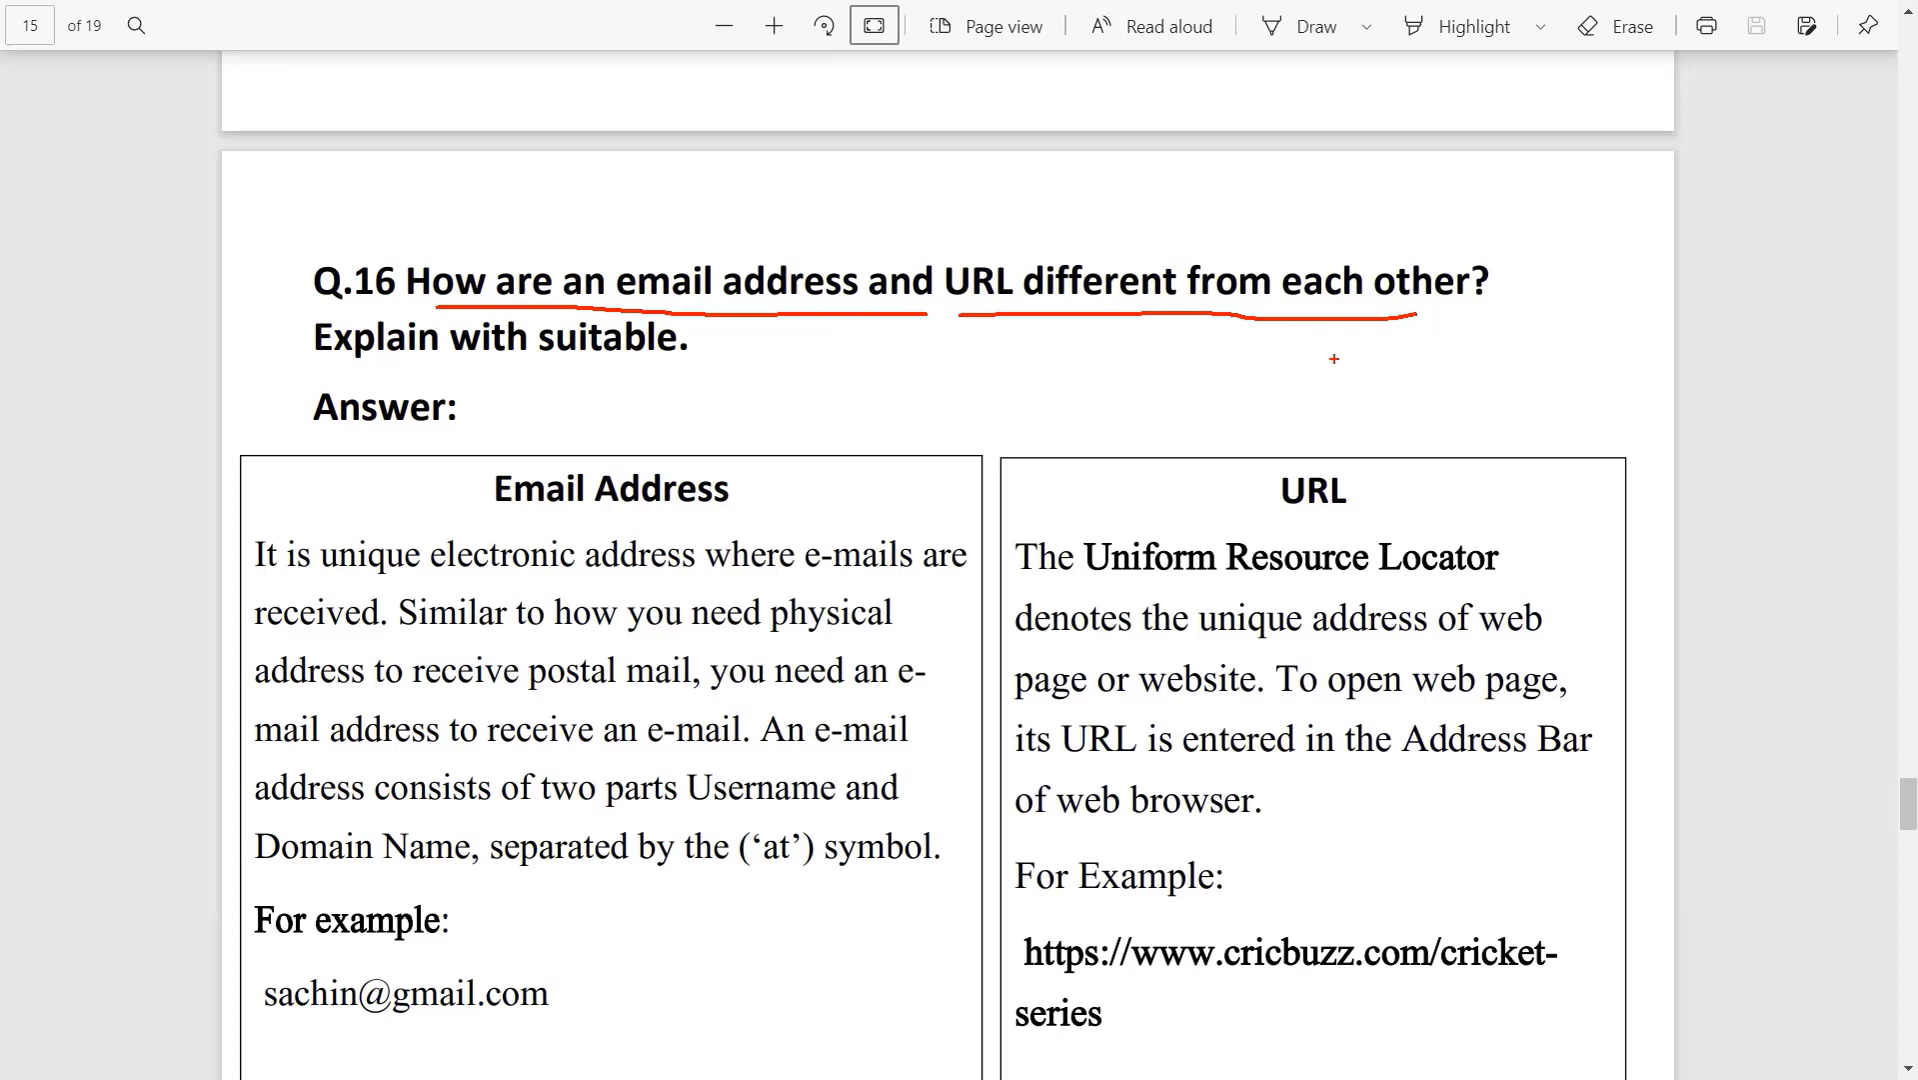 15 of 19 Page view Read aloud Draw Highlight Erase
Q.16 How are an email address and URL different from each other?
Explain with suitable.
Answer:
Email Address
It is unique electronic address where e-mails are
received. Similar to how you need physical
address to receive postal mail, you need an e-
mail address to receive an e-mail. An e-mail
address consists of two parts Username and
Domain Name, separated by the (‘at’) symbol.
For example:
sachin@gmail.com
URL
The Uniform Resource Locator
denotes the unique address of web
page or website. To open web page,
its URL is entered in the Address Bar
of web browser.
For Example:
https://www.cricbuzz.com/cricket-
series